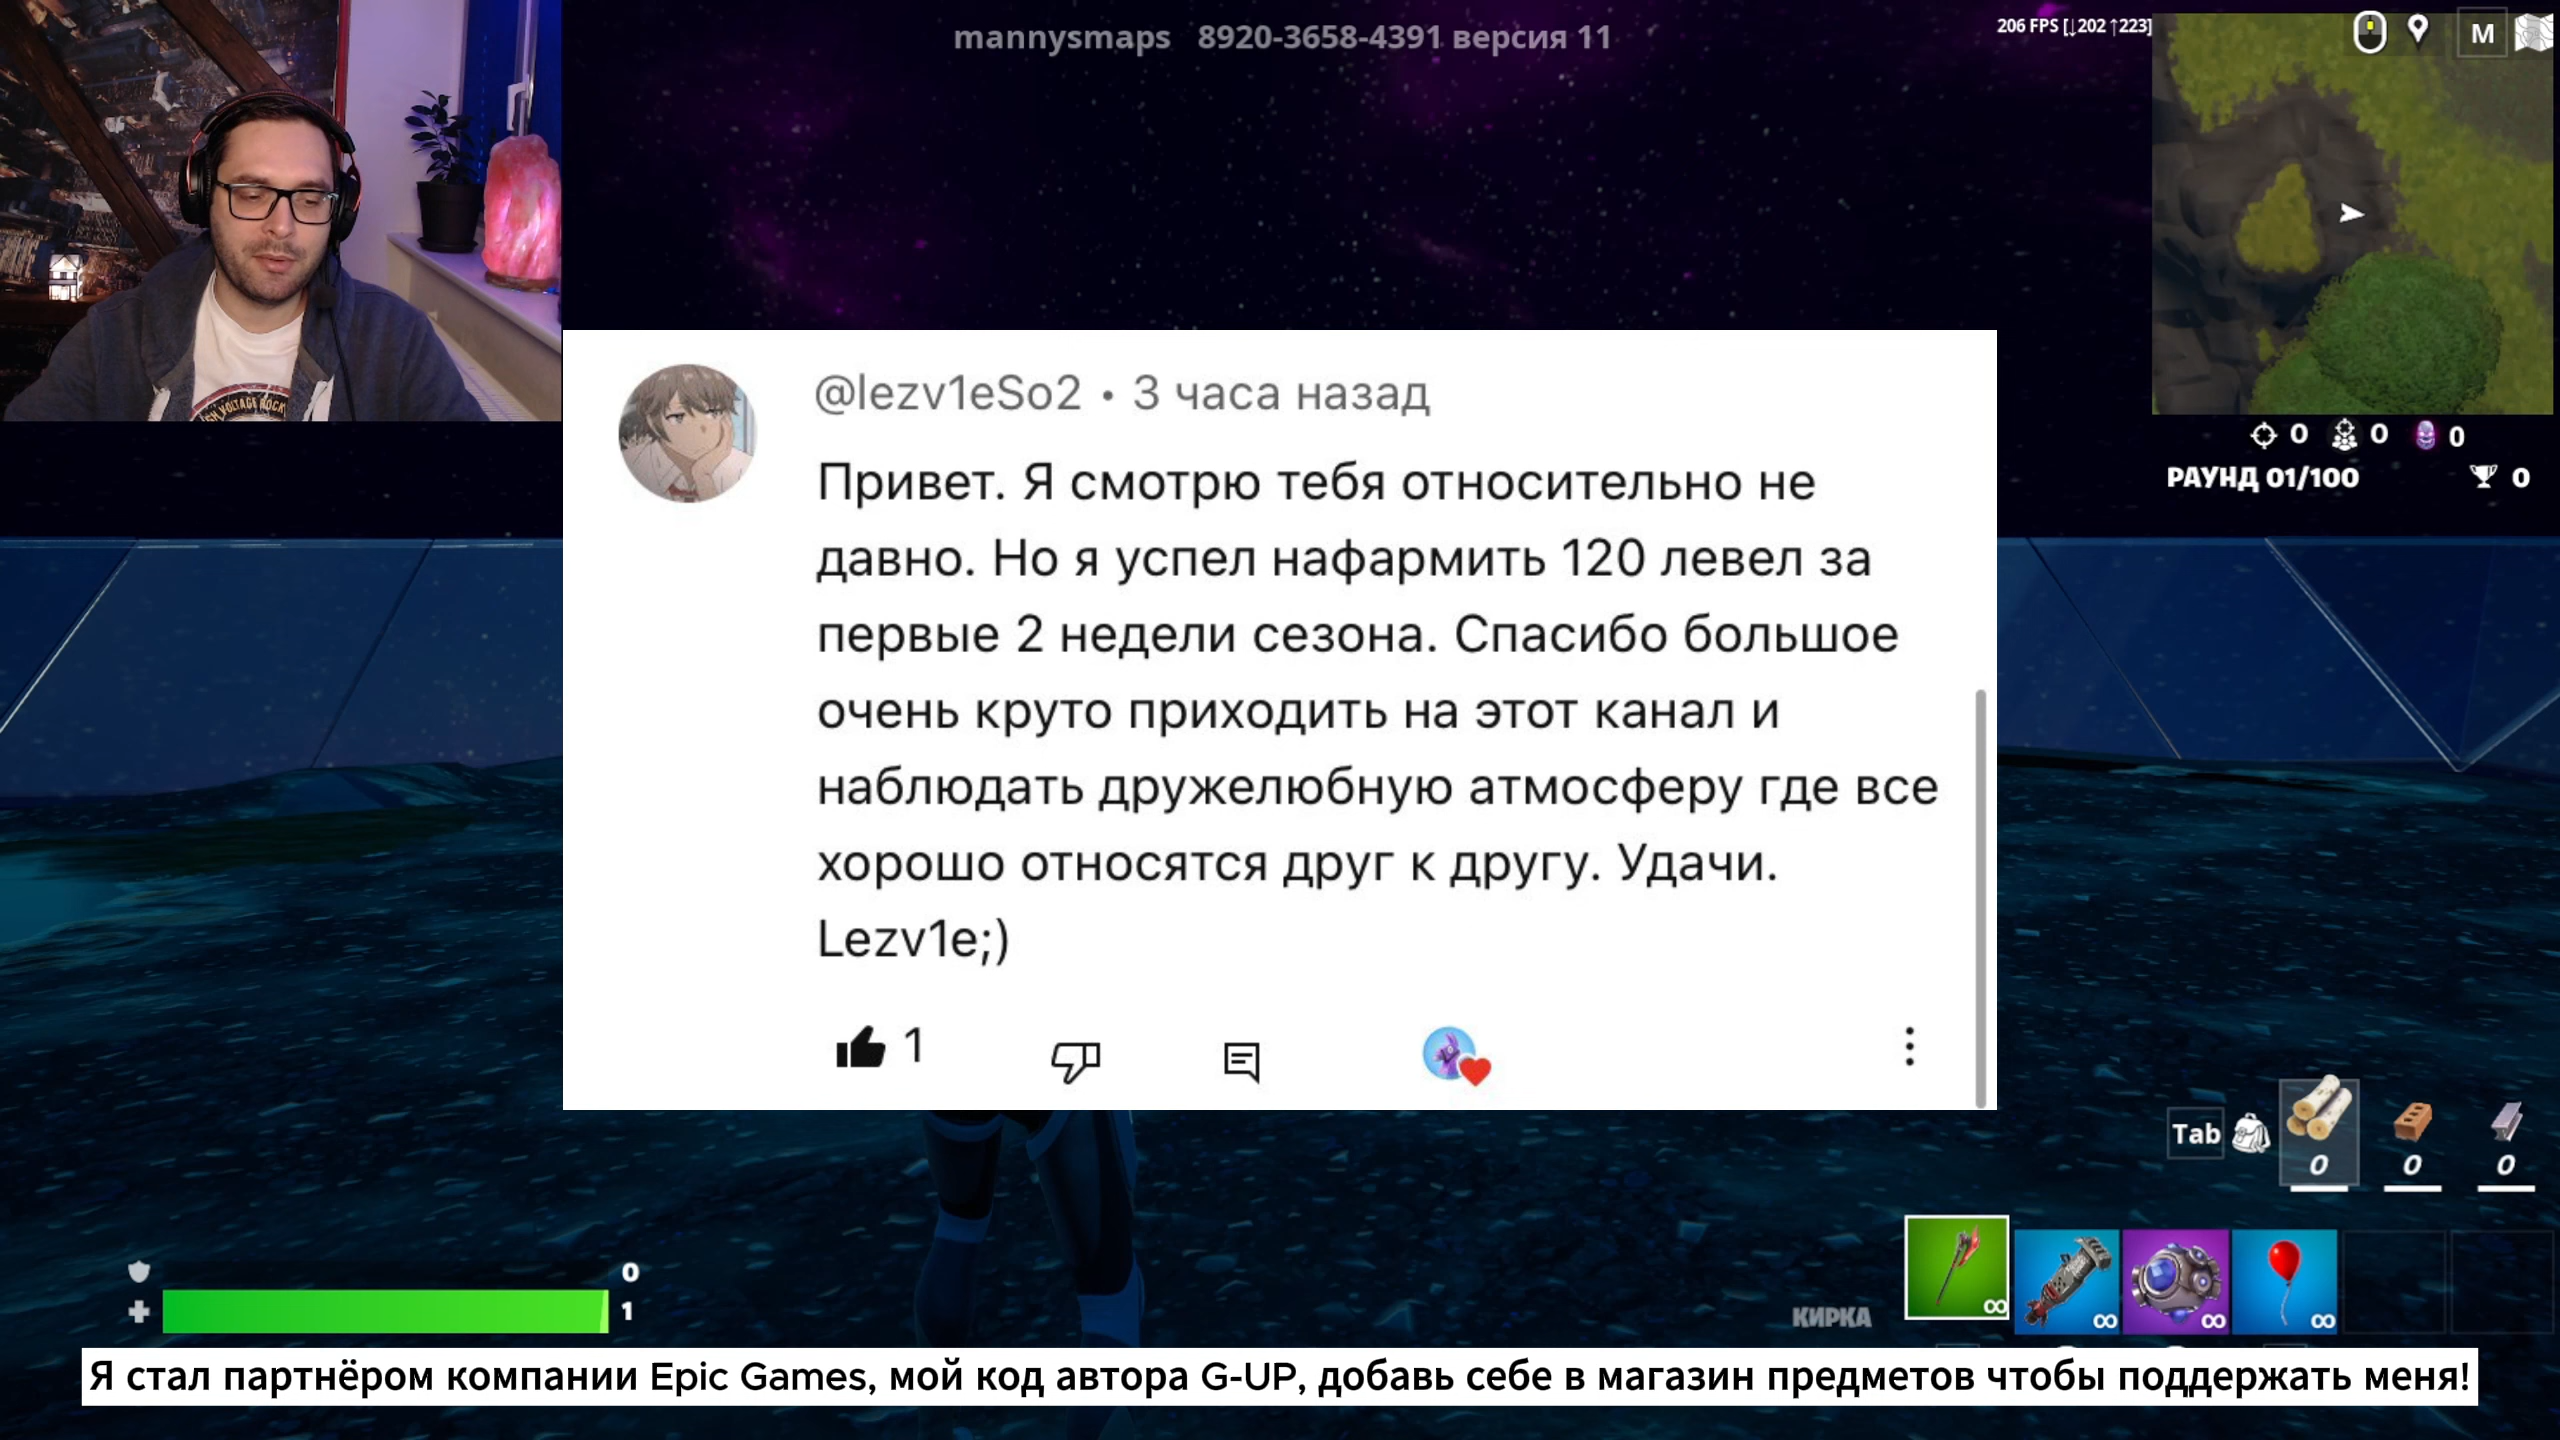 mannysmaps 8920-3658-4391 версия 11
206 FPS [↓202 ↑223]
M
VOLTAGE ROCK
0 0 0
РАУНД 01/100 0
@lezv1eSo2 • 3 часа назад
Привет. Я смотрю тебя относительно не
давно. Но я успел нафармить 120 левел за
первые 2 недели сезона. Спасибо большое
очень круто приходить на этот канал и
наблюдать дружелюбную атмосферу где все
хорошо относятся друг к другу. Удачи.
Lezv1e;)
1
Tab
0 0 0
0
1
КИРКА
∞ ∞ ∞ ∞
Я стал партнёром компании Epic Games, мой код автора G-UP, добавь себе в магазин предметов чтобы поддержать меня!